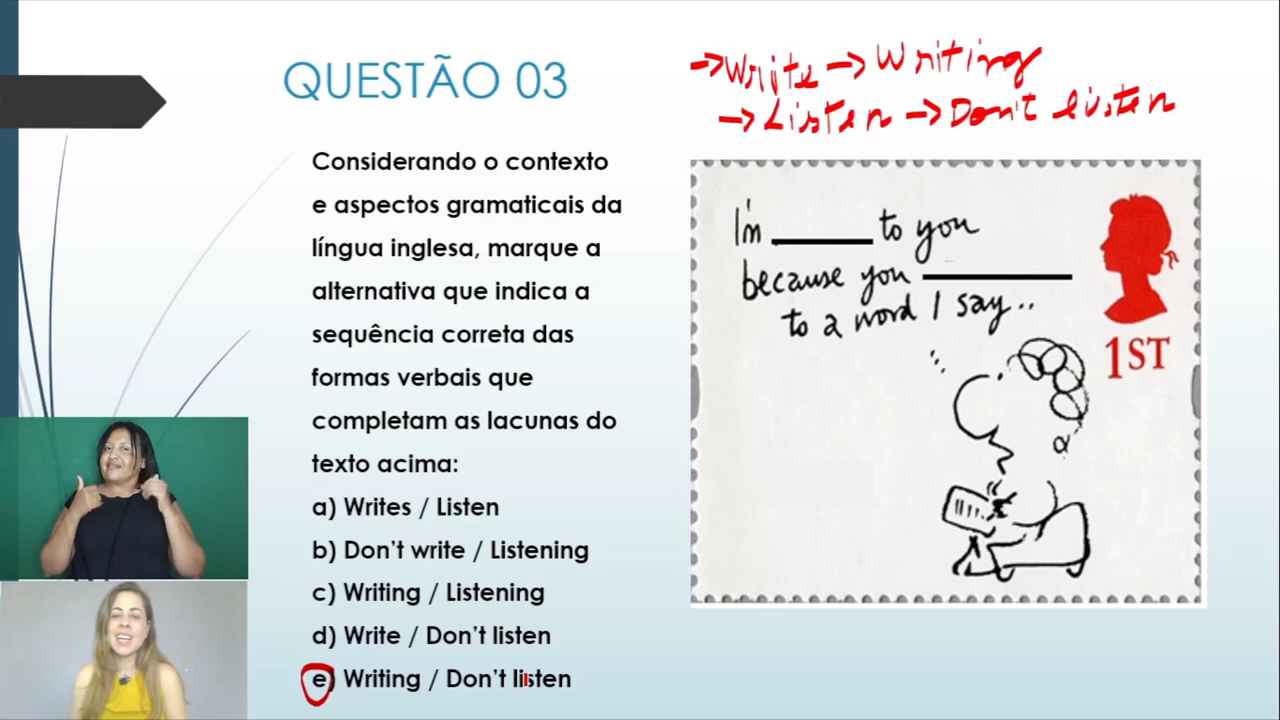 QUESTÃO 03
→Write→Writing
→Listen→Don't listen
Considerando o contexto
e aspectos gramaticais da
língua inglesa, marque a
alternativa que indica a
sequência correta das
formas verbais que
completam as lacunas do
texto acima:
a) Writes / Listen
b) Don't write / Listening
c) Writing / Listening
d) Write / Don't listen
e) Writing / Don't listen
I'm ______ to you
because you __________
to a word I say..
1ST